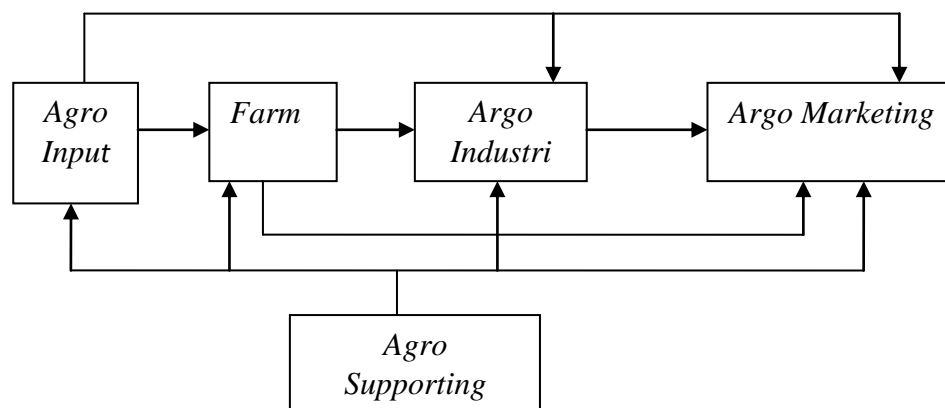 Agro
Input
Farm
Argo
Industri
Argo Marketing
Agro
Supporting